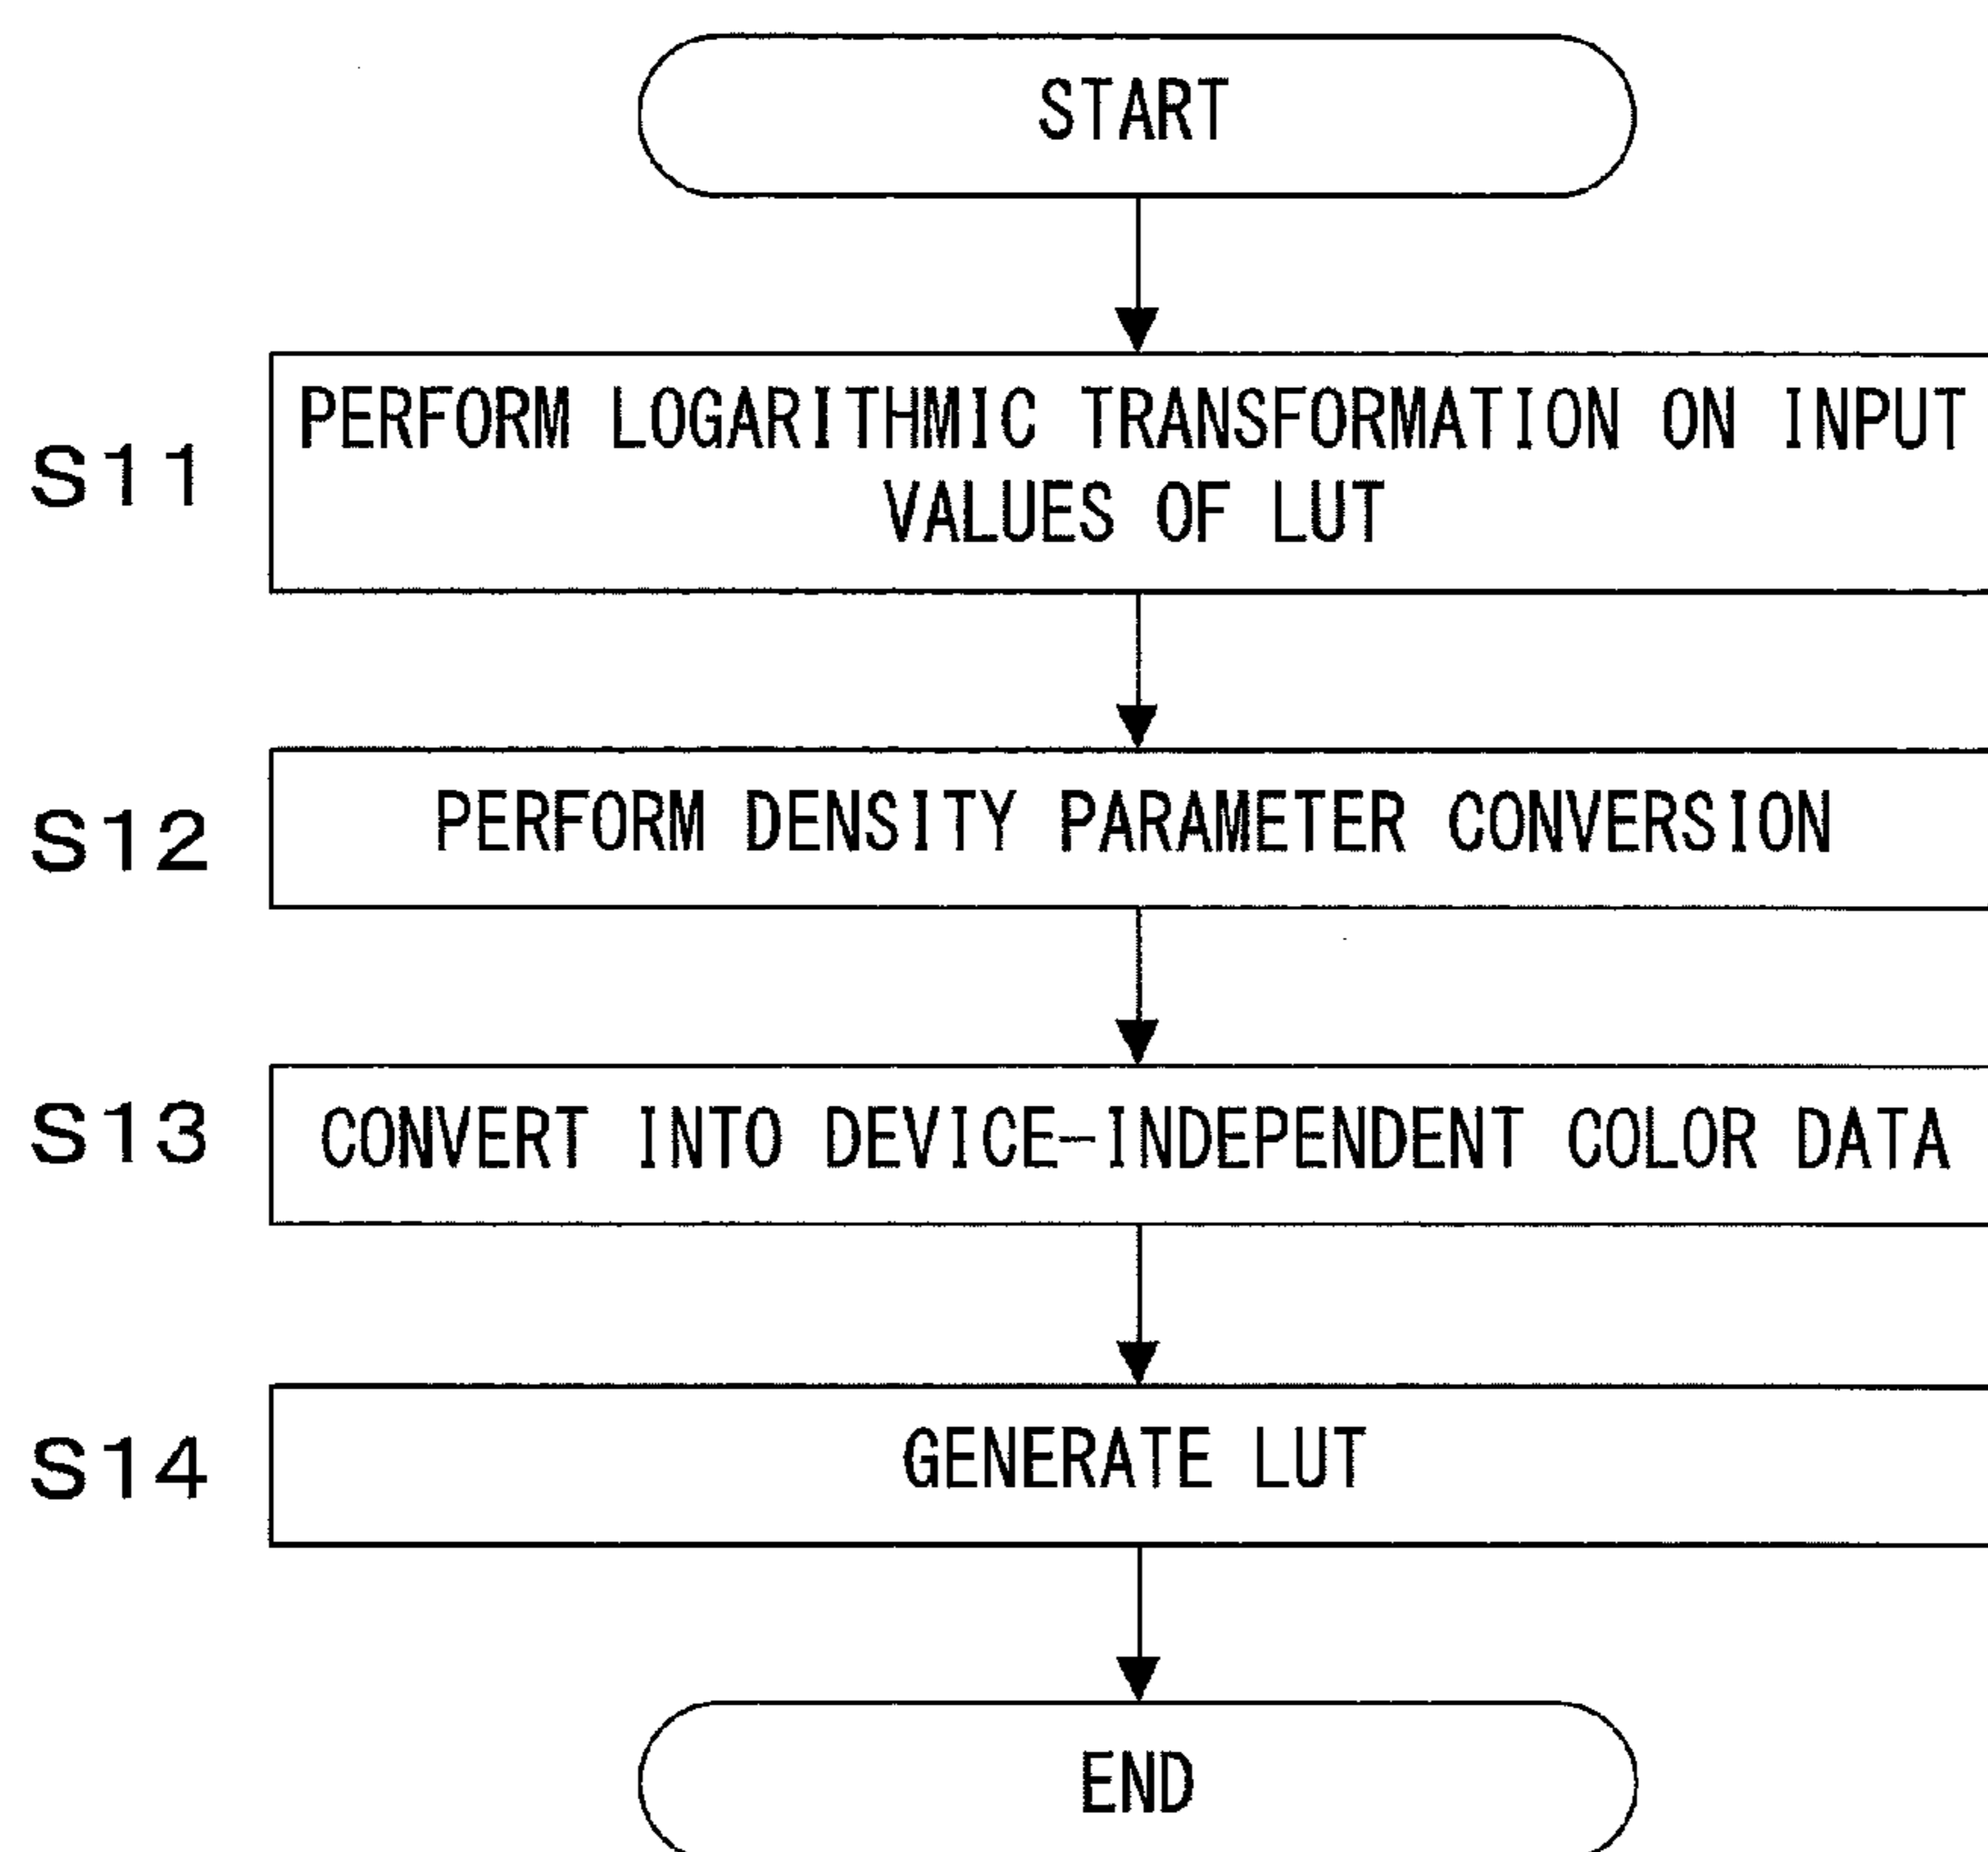 START
S11
PERFORM LOGARITHMIC TRANSFORMATION ON INPUT
VALUES OF LUT
S12
PERFORM DENSITY PARAMETER CONVERSION
S13
CONVERT INTO DEVICE-INDEPENDENT COLOR DATA
S14
GENERATE LUT
END